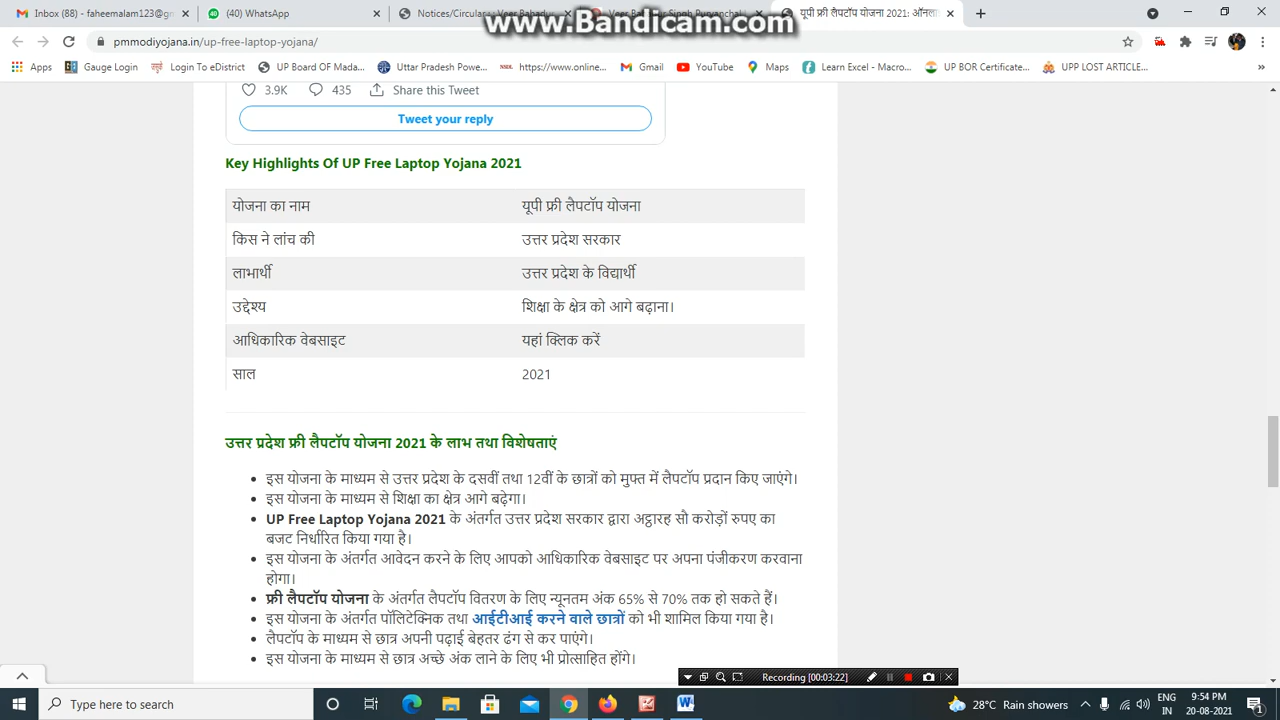 Inbox (88) - faheemalam123@gm
(40) WhatsApp
Notices/Circulars
यूपी फ्री लैपटॉप योजना 2021: ऑनला
www.Bandicam.com
pmmodiyojana.in/up-free-laptop-yojana/
Apps
Gauge Login
Login To eDistrict
UP Board OF Mada...
Uttar Pradesh Powe...
https://www.online...
Gmail
YouTube
Maps
Learn Excel - Macro...
UP BOR Certificate...
UPP LOST ARTICLE...
»
3.9K 435 Share this Tweet
Tweet your reply
Key Highlights Of UP Free Laptop Yojana 2021
योजना का नाम यूपी फ्री लैपटॉप योजना
किस ने लांच की उत्तर प्रदेश सरकार
लाभार्थी उत्तर प्रदेश के विद्यार्थी
उद्देश्य शिक्षा के क्षेत्र को आगे बढ़ाना।
आधिकारिक वेबसाइट यहां क्लिक करें
साल 2021
उत्तर प्रदेश फ्री लैपटॉप योजना 2021 के लाभ तथा विशेषताएं
इस योजना के माध्यम से उत्तर प्रदेश के दसवीं तथा 12वीं के छात्रों को मुफ्त में लैपटॉप प्रदान किए जाएंगे।
इस योजना के माध्यम से शिक्षा का क्षेत्र आगे बढ़ेगा।
UP Free Laptop Yojana 2021 के अंतर्गत उत्तर प्रदेश सरकार द्वारा अट्ठारह सौ करोड़ों रुपए का
बजट निर्धारित किया गया है।
इस योजना के अंतर्गत आवेदन करने के लिए आपको आधिकारिक वेबसाइट पर अपना पंजीकरण करवाना
होगा।
फ्री लैपटॉप योजना के अंतर्गत लैपटॉप वितरण के लिए न्यूनतम अंक 65% से 70% तक हो सकते हैं।
इस योजना के अंतर्गत पॉलिटेक्निक तथा आईटीआई करने वाले छात्रों को भी शामिल किया गया है।
लैपटॉप के माध्यम से छात्र अपनी पढ़ाई बेहतर ढंग से कर पाएंगे।
इस योजना के माध्यम से छात्र अच्छे अंक लाने के लिए भी प्रोत्साहित होंगे।
Recording [00:03:22]
Type here to search
28°C Rain showers
ENG
IN
9:54 PM
20-08-2021